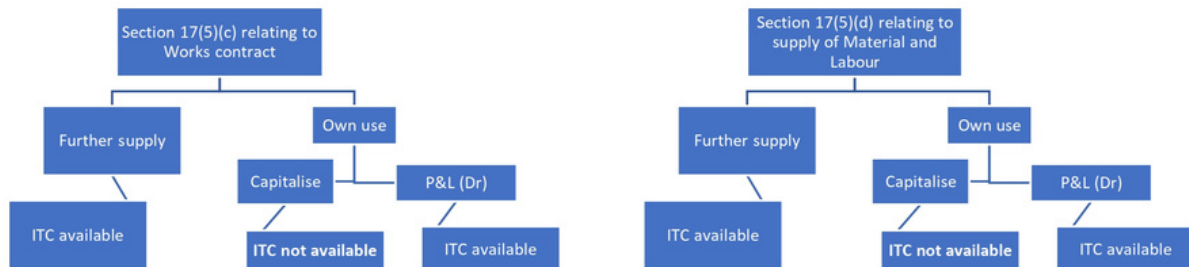 Section 17(5)(c) relating to
Works contract
Further supply
Own use
Capitalise
P&L (Dr)
ITC available
ITC not available
ITC available
Section 17(5)(d) relating to
supply of Material and
Labour
Further supply
Own use
Capitalise
P&L (Dr)
ITC available
ITC not available
ITC available